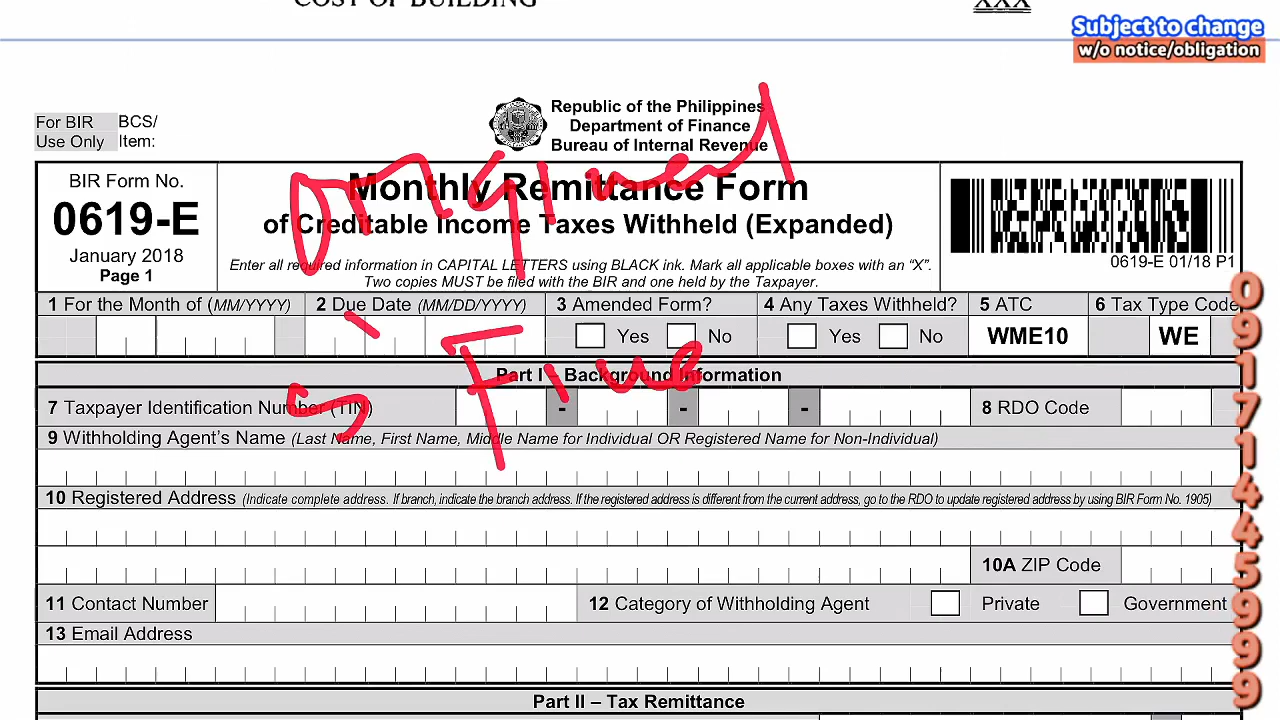 COST OF BUILDING XXX
Subject to change
w/o notice/obligation
Republic of the Philippines
Department of Finance
Bureau of Internal Revenue
For BIR BCS/
Use Only Item:
BIR Form No.
0619-E
January 2018
Page 1
Monthly Remittance Form
of Creditable Income Taxes Withheld (Expanded)
Enter all required information in CAPITAL LETTERS using BLACK ink. Mark all applicable boxes with an “X”.
Two copies MUST be filed with the BIR and one held by the Taxpayer.
0619-E 01/18 P1
Original
is Fine
1 For the Month of (MM/YYYY) 2 Due Date (MM/DD/YYYY) 3 Amended Form? 4 Any Taxes Withheld? 5 ATC 6 Tax Type Code
Yes No Yes No WME10 WE
Part I – Background Information
7 Taxpayer Identification Number (TIN) - - - 8 RDO Code
9 Withholding Agent’s Name (Last Name, First Name, Middle Name for Individual OR Registered Name for Non-Individual)
10 Registered Address (Indicate complete address. If branch, indicate the branch address. If the registered address is different from the current address, go to the RDO to update registered address by using BIR Form No. 1905)
10A ZIP Code
11 Contact Number 12 Category of Withholding Agent Private Government
13 Email Address
Part II – Tax Remittance
09171445999